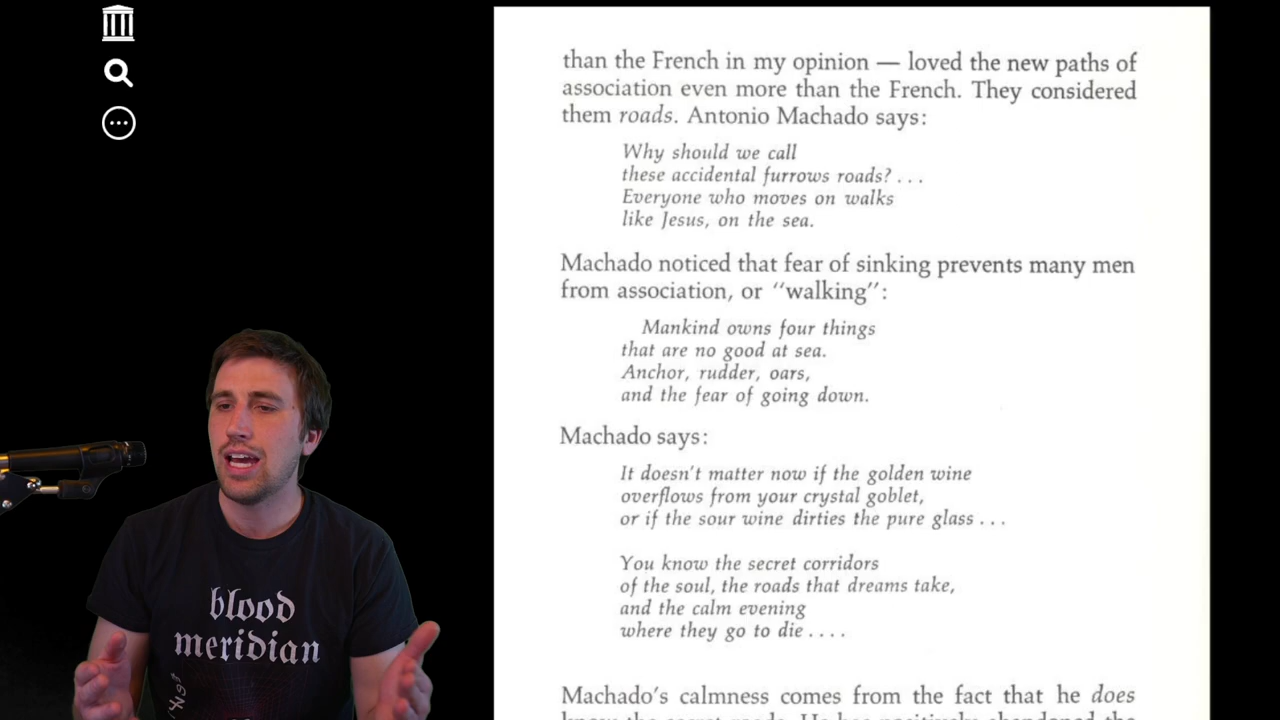 than the French in my opinion — loved the new paths of
association even more than the French. They considered
them roads. Antonio Machado says:
Why should we call
these accidental furrows roads? . . .
Everyone who moves on walks
like Jesus, on the sea.
Machado noticed that fear of sinking prevents many men
from association, or "walking":
Mankind owns four things
that are no good at sea.
Anchor, rudder, oars,
and the fear of going down.
Machado says:
It doesn't matter now if the golden wine
overflows from your crystal goblet,
or if the sour wine dirties the pure glass . . .
You know the secret corridors
of the soul, the roads that dreams take,
and the calm evening
where they go to die . . . .
Machado's calmness comes from the fact that he does
blood
meridian